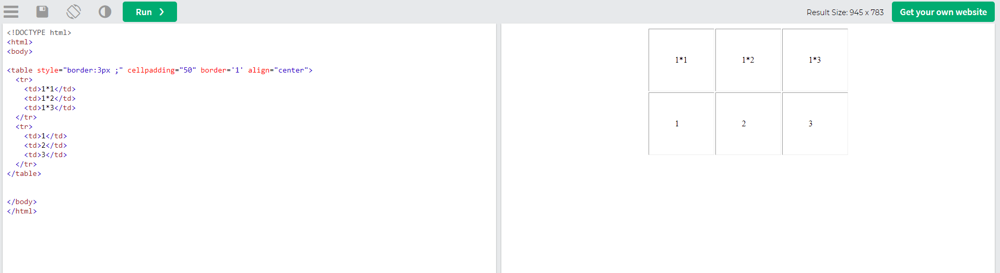 Run ❯
Result Size: 945 x 783
Get your own website
<!DOCTYPE html>
<html>
<body>
<table style="border:3px ;" cellpadding="50" border='1' align="center">
<tr>
<td>1*1</td>
<td>1*2</td>
<td>1*3</td>
</tr>
<tr>
<td>1</td>
<td>2</td>
<td>3</td>
</tr>
</table>
</body>
</html>
1*1 1*2 1*3
1 2 3